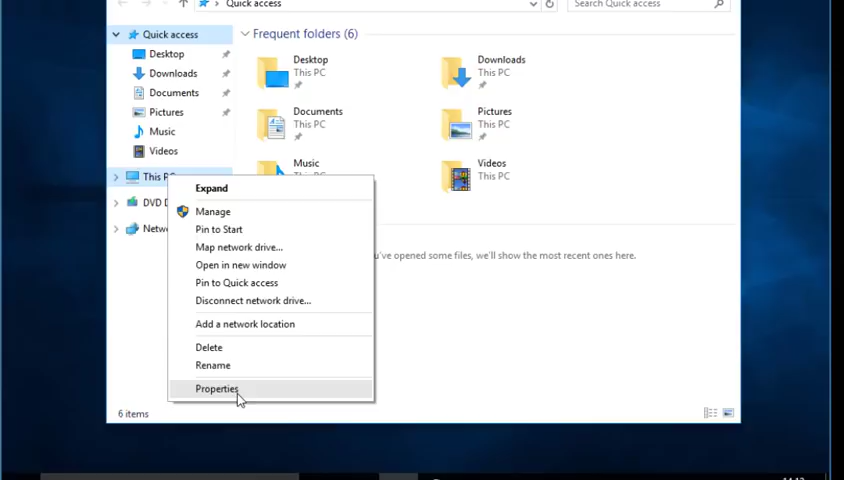 Quick access
Search Quick access
Quick access
Frequent folders (6)
Desktop
Downloads
Documents
Pictures
Music
Videos
Desktop
This PC
Downloads
This PC
Documents
This PC
Pictures
This PC
Music
Videos
This PC
This
DVD
Expand
Manage
Pin to Start
Map network drive...
Open in new window
Pin to Quick access
Disconnect network drive...
Add a network location
Delete
Rename
Properties
opened some files, we'll show the most recent ones here.
6 items